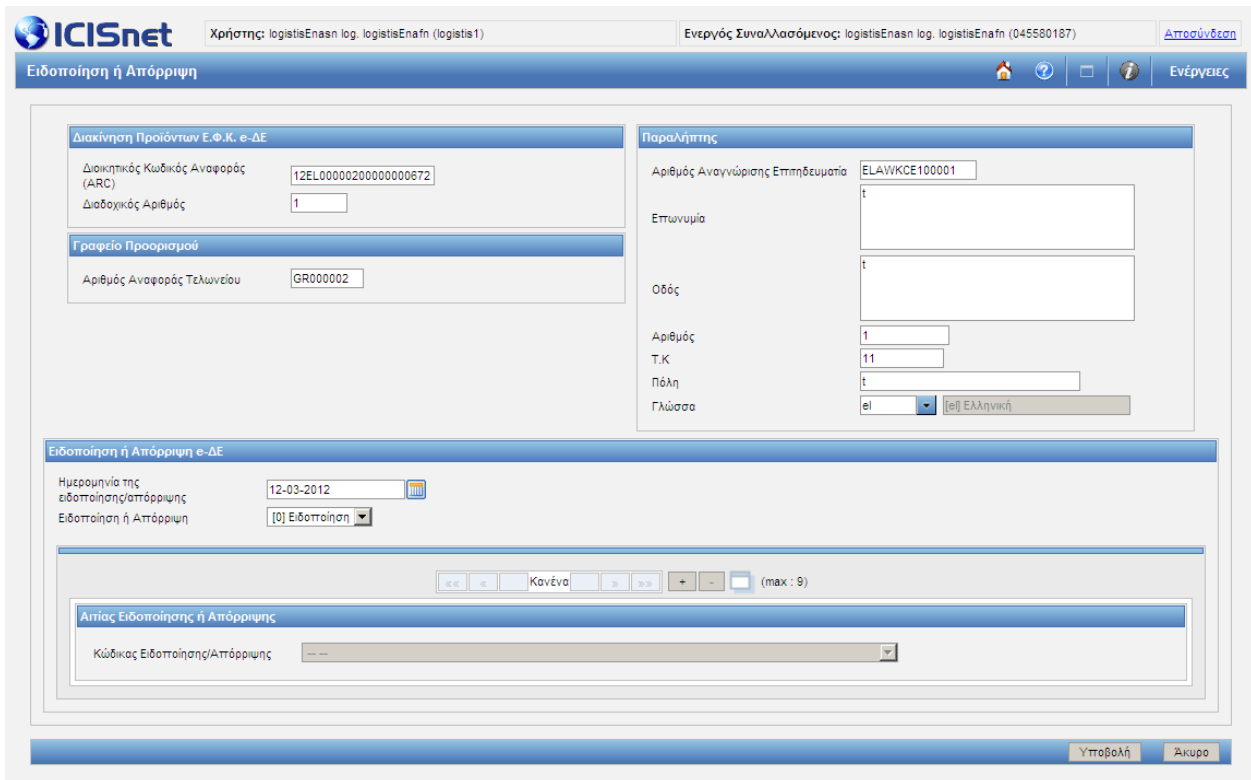 ICISnet
Χρήστης: logistisEnasn log. logistisEnafn (logistis1)
Ενεργός Συναλλασόμενος: logistisEnasn log. logistisEnafn (045580187)
Αποσύνδεση
Ειδοποίηση ή Απόρριψη
Ενέργειες
Διακίνηση Προϊόντων Ε.Φ.Κ. e-ΔΕ
Διοικητικός Κωδικός Αναφοράς
(ARC)
12EL00000200000000672
Διαδοχικός Αριθμός
1
Γραφείο Προορισμού
Αριθμός Αναφοράς Τελωνείου
GR000002
Παραλήπτης
Αριθμός Αναγνώρισης Επιτηδευματία
ELAWKCE100001
Επωνυμία
t
Οδός
t
Αριθμός
1
Τ.Κ
11
Πόλη
t
Γλώσσα
el
[el] Ελληνική
Ειδοποίηση ή Απόρριψη e-ΔΕ
Ημερομηνία της
ειδοποίησης/απόρριψης
12-03-2012
Ειδοποίηση ή Απόρριψη
[0] Ειδοποίηση
«« « Κανένα » »» + - (max : 9)
Αιτίας Ειδοποίησης ή Απόρριψης
Κώδικας Ειδοποίησης/Απόρριψης
-- --
Υποβολή
Άκυρο